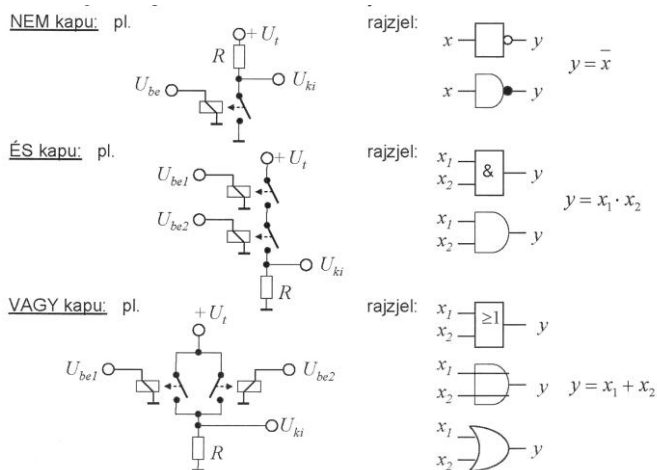 NEM kapu: pl.
+U_t
R
U_ki
U_be
rajzjel:
x y
x y
y = x̅
ÉS kapu: pl.
+U_t
U_be1
U_be2
U_ki
R
rajzjel:
x_1
x_2
&
y
x_1
x_2
y
y = x_1 · x_2
VAGY kapu: pl.
+U_t
U_be1
U_be2
U_ki
R
rajzjel:
x_1
x_2
≥1
y
x_1
x_2
y
y = x_1 + x_2
x_1
x_2
y